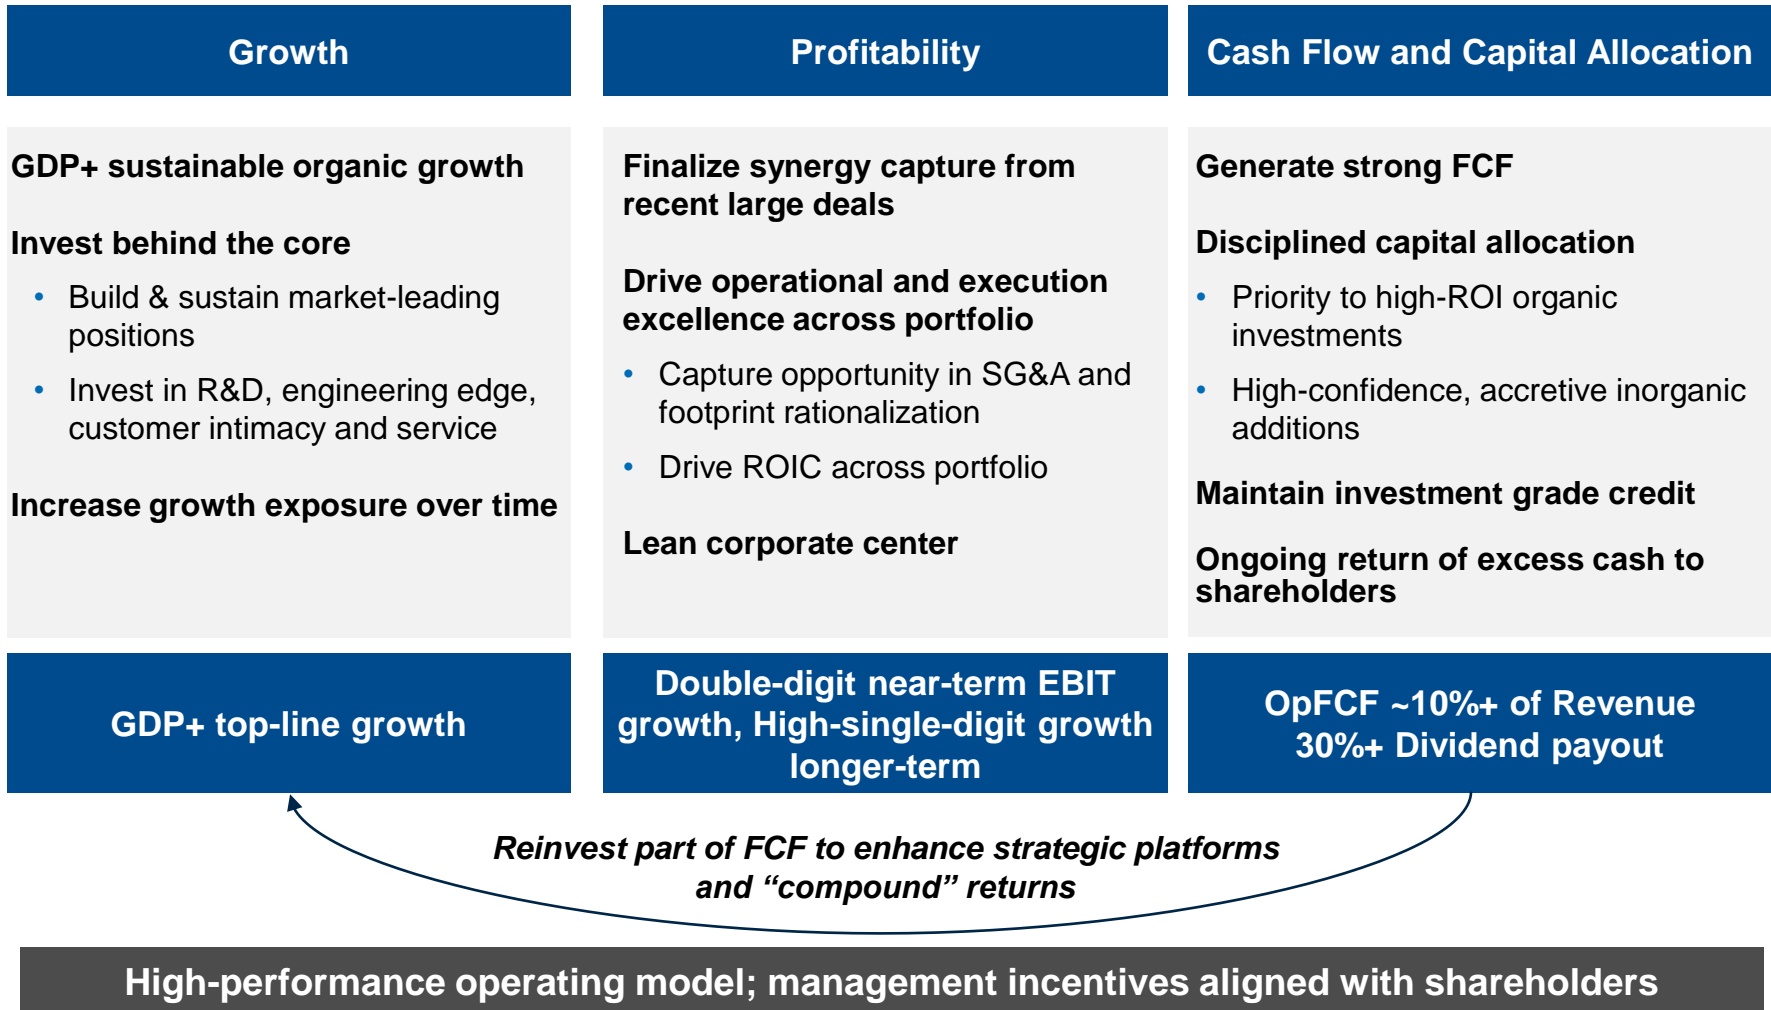 Growth
GDP+ sustainable organic growth
Invest behind the core
• Build & sustain market-leading
positions
• Invest in R&D, engineering edge,
customer intimacy and service
Increase growth exposure over time
GDP+ top-line growth
Profitability
Finalize synergy capture from
recent large deals
Drive operational and execution
excellence across portfolio
• Capture opportunity in SG&A and
footprint rationalization
• Drive ROIC across portfolio
Lean corporate center
Double-digit near-term EBIT
growth, High-single-digit growth
longer-term
Cash Flow and Capital Allocation
Generate strong FCF
Disciplined capital allocation
• Priority to high-ROI organic
investments
• High-confidence, accretive inorganic
additions
Maintain investment grade credit
Ongoing return of excess cash to
shareholders
OpFCF ~10%+ of Revenue
30%+ Dividend payout
Reinvest part of FCF to enhance strategic platforms
and “compound” returns
High-performance operating model; management incentives aligned with shareholders